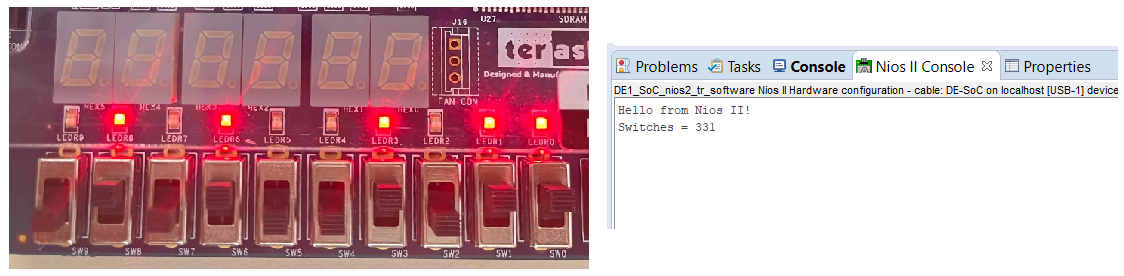 U27
SDRAM
J16
teras
Designed & Manuf
FAN CON
HEX5 HEX4 HEX3 HEX2 HEX1 HEX0
LEDR9 LEDR8 LEDR7 LEDR6 LEDR5 LEDR4 LEDR3 LEDR2 LEDR1 LEDR0
SW9 SW8 SW7 SW6 SW5 SW4 SW3 SW2 SW1 SW0
Problems Tasks Console Nios II Console Properties
DE1_SoC_nios2_tr_software Nios II Hardware configuration - cable: DE-SoC on localhost [USB-1] device
Hello from Nios II!
Switches = 331